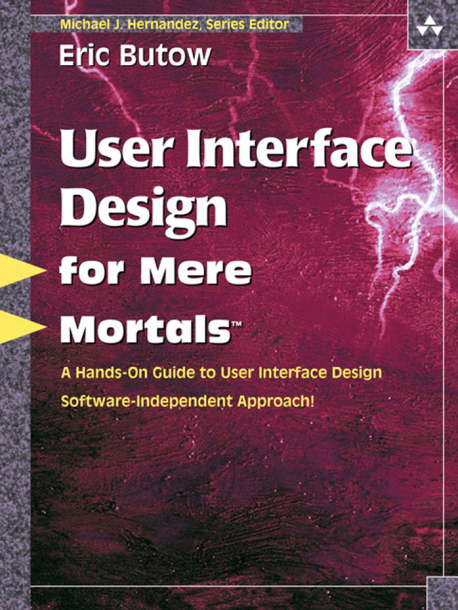 Michael J. Hernandez, Series Editor
Eric Butow
User Interface
Design
for Mere
Mortals™
A Hands-On Guide to User Interface Design
Software-Independent Approach!